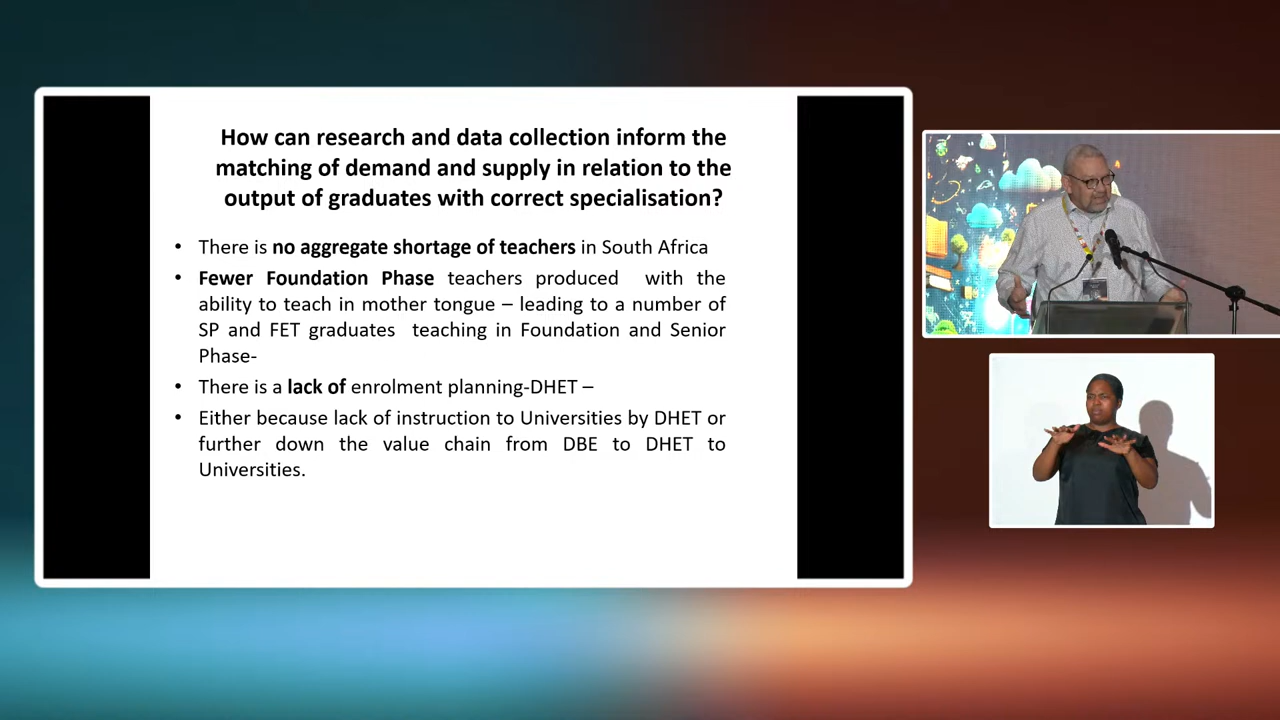 How can research and data collection inform the
matching of demand and supply in relation to the
output of graduates with correct specialisation?
• There is no aggregate shortage of teachers in South Africa
• Fewer Foundation Phase teachers produced with the
ability to teach in mother tongue – leading to a number of
SP and FET graduates teaching in Foundation and Senior
Phase-
• There is a lack of enrolment planning-DHET –
• Either because lack of instruction to Universities by DHET or
further down the value chain from DBE to DHET to
Universities.